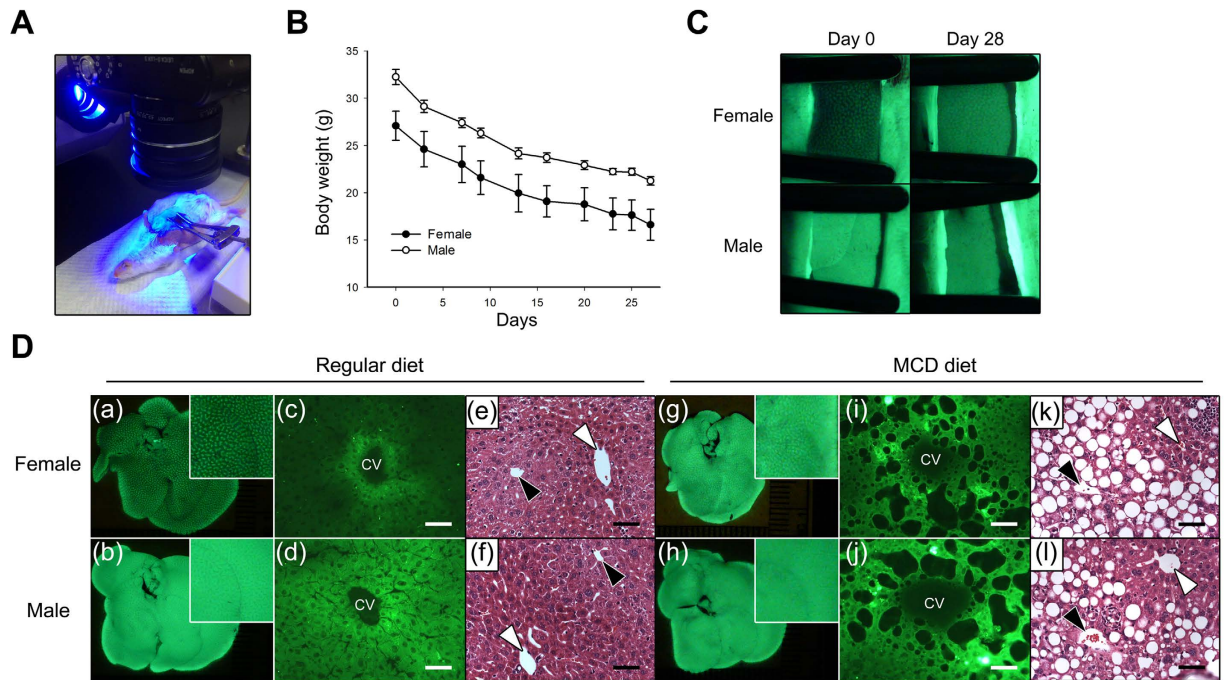 A
B
C
Body weight (g)
35
30
25
20
15
10
Female
Male
0
5
10
15
20
25
Days
Day 0
Day 28
Female
Male
D
Regular diet
MCD diet
Female
(a)
(c)
CV
(e)
(g)
(i)
CV
(k)
Male
(b)
(d)
CV
(f)
(h)
(j)
CV
(l)